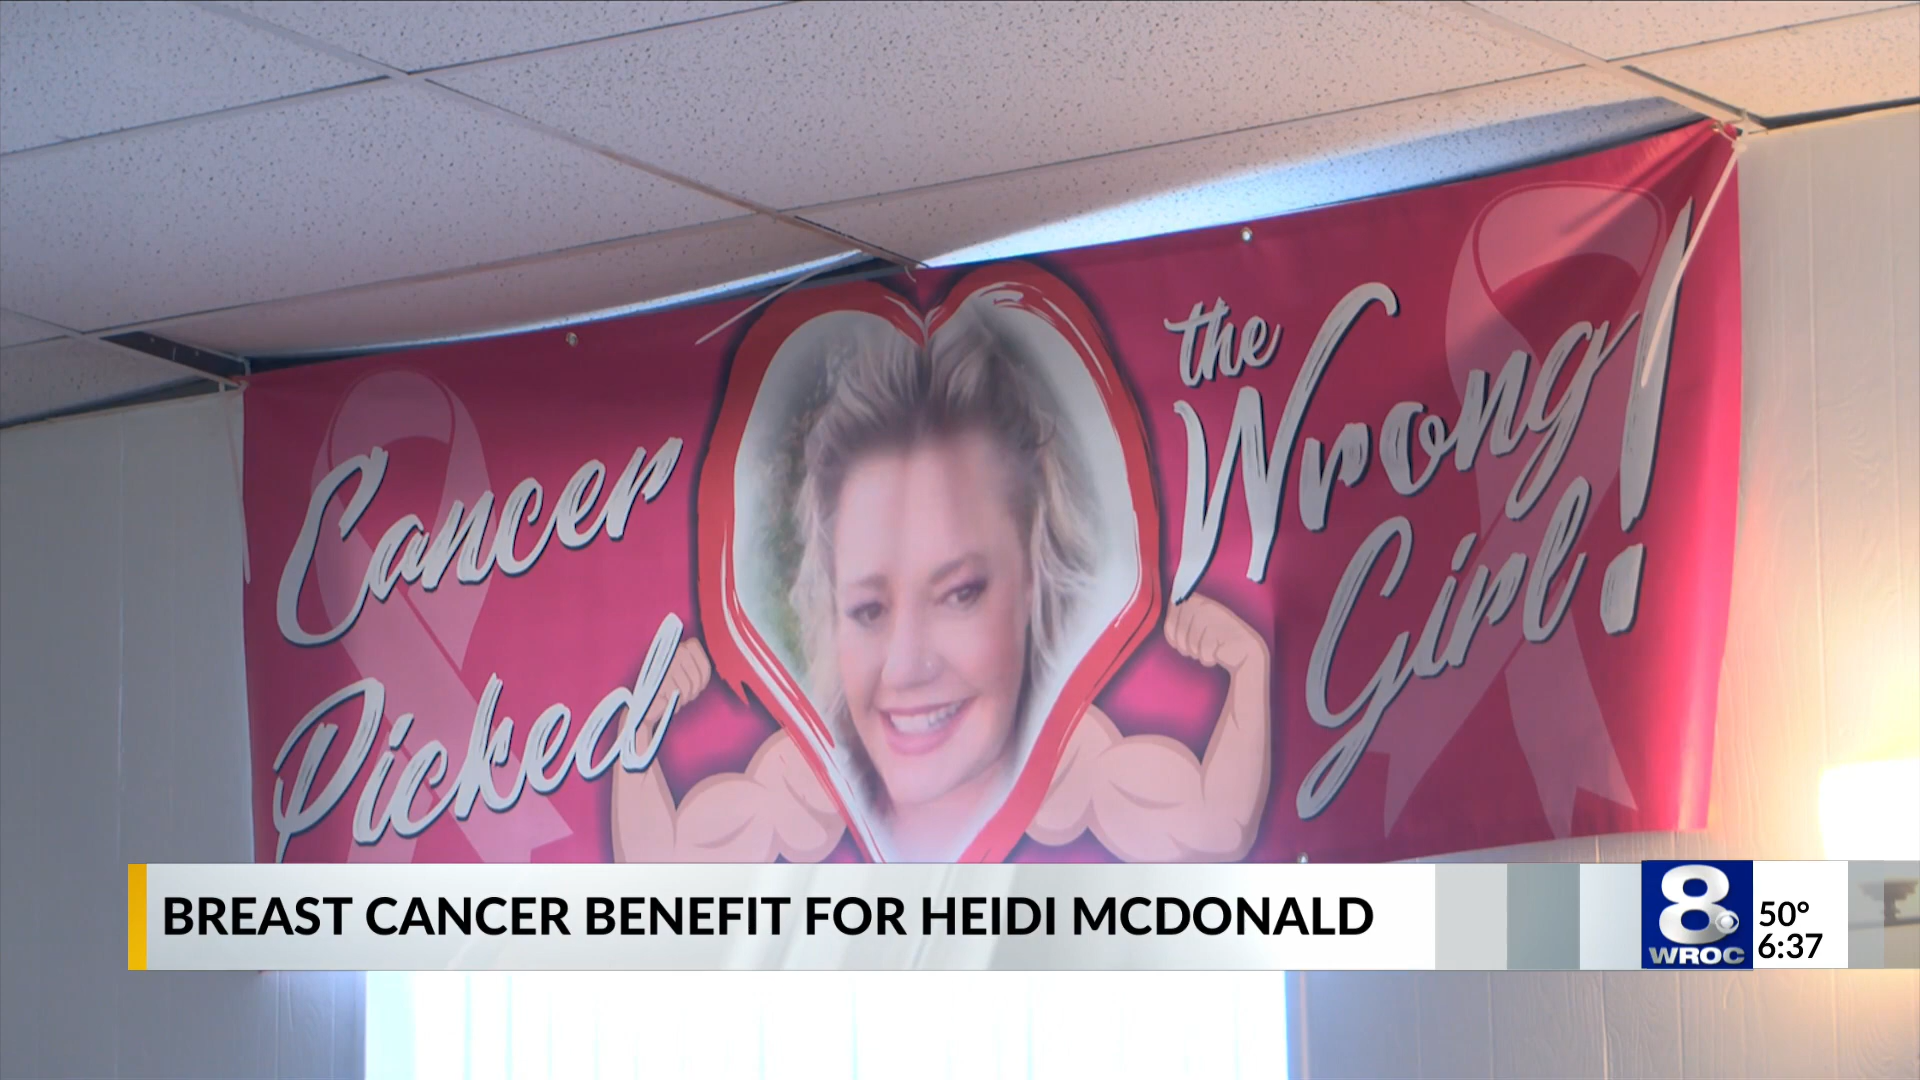 Cancer
Picked
the
Wrong
Girl!
BREAST CANCER BENEFIT FOR HEIDI MCDONALD
8
WROC
50°
6:37